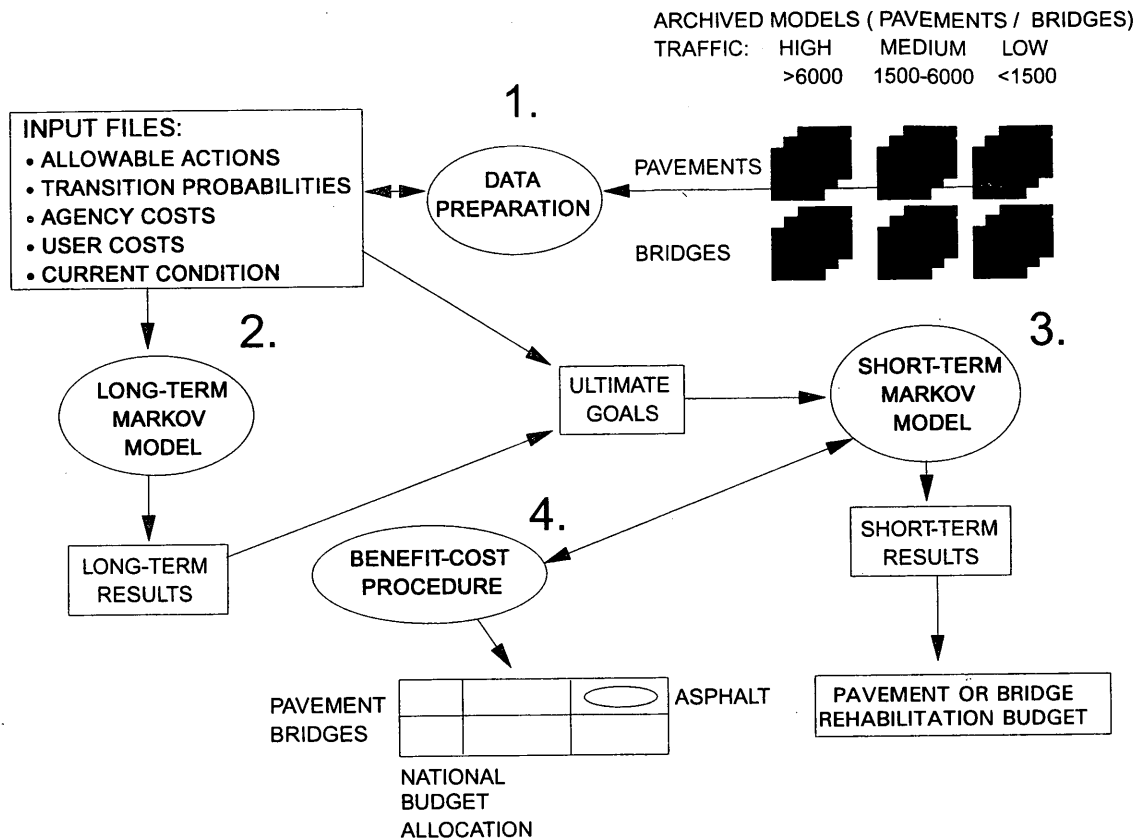 ARCHIVED MODELS ( PAVEMENTS / BRIDGES)
TRAFFIC: HIGH MEDIUM LOW
>6000 1500-6000 <1500
1.
INPUT FILES:
• ALLOWABLE ACTIONS
• TRANSITION PROBABILITIES
• AGENCY COSTS
• USER COSTS
• CURRENT CONDITION
DATA
PREPARATION
PAVEMENTS
BRIDGES
2.
LONG-TERM
MARKOV
MODEL
ULTIMATE
GOALS
3.
SHORT-TERM
MARKOV
MODEL
LONG-TERM
RESULTS
4.
BENEFIT-COST
PROCEDURE
SHORT-TERM
RESULTS
PAVEMENT
BRIDGES
ASPHALT
NATIONAL
BUDGET
ALLOCATION
PAVEMENT OR BRIDGE
REHABILITATION BUDGET